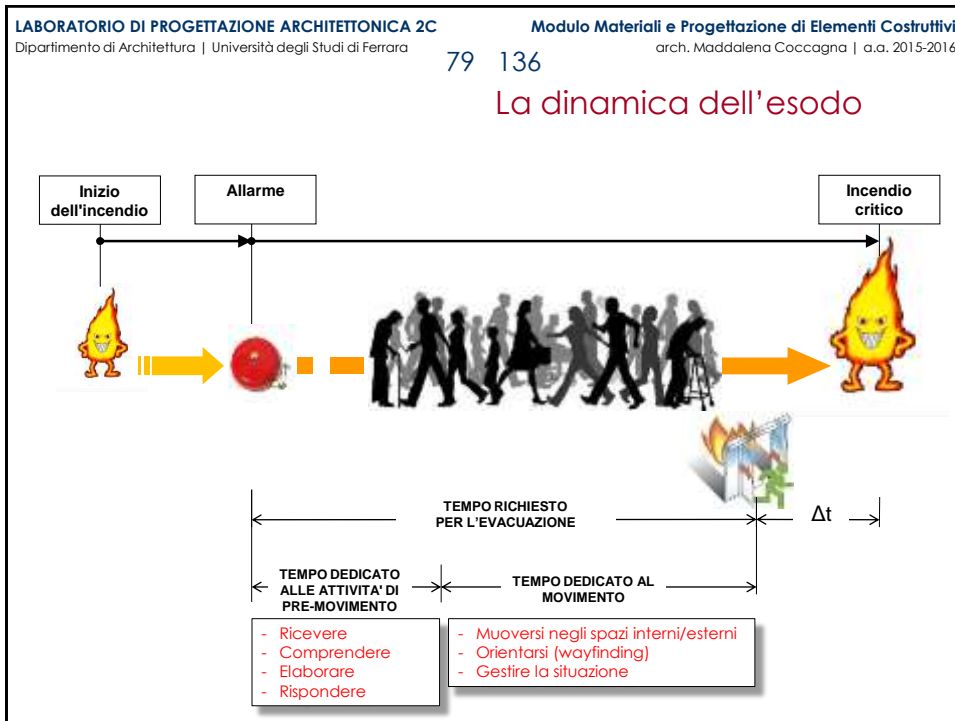 LABORATORIO DI PROGETTAZIONE ARCHITETTONICA 2C
Dipartimento di Architettura | Università degli Studi di Ferrara
Modulo Materiali e Progettazione di Elementi Costruttivi
arch. Maddalena Coccagna | a.a. 2015-2016
79 136
La dinamica dell'esodo
Inizio
dell'incendio
Allarme
Incendio
critico
TEMPO RICHIESTO
PER L'EVACUAZIONE
Δt
TEMPO DEDICATO
ALLE ATTIVITA' DI
PRE-MOVIMENTO
TEMPO DEDICATO AL
MOVIMENTO
- Ricevere
- Comprendere
- Elaborare
- Rispondere
- Muoversi negli spazi interni/esterni
- Orientarsi (wayfinding)
- Gestire la situazione